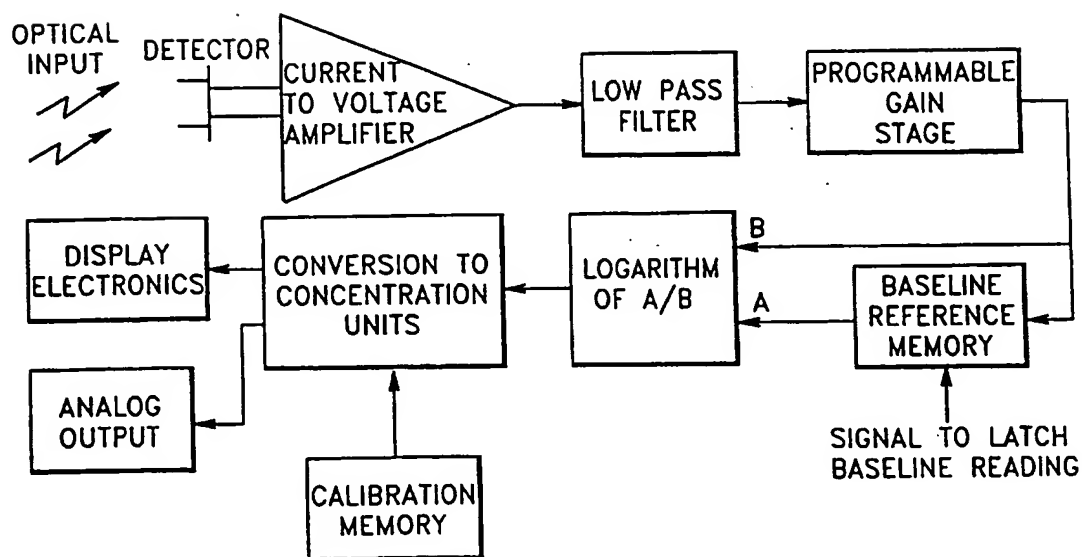 OPTICAL
INPUT
DETECTOR
CURRENT
TO VOLTAGE
AMPLIFIER
LOW PASS
FILTER
PROGRAMMABLE
GAIN
STAGE
DISPLAY
ELECTRONICS
CONVERSION TO
CONCENTRATION
UNITS
LOGARITHM
OF A/B
B
A
BASELINE
REFERENCE
MEMORY
ANALOG
OUTPUT
CALIBRATION
MEMORY
SIGNAL TO LATCH
BASELINE READING